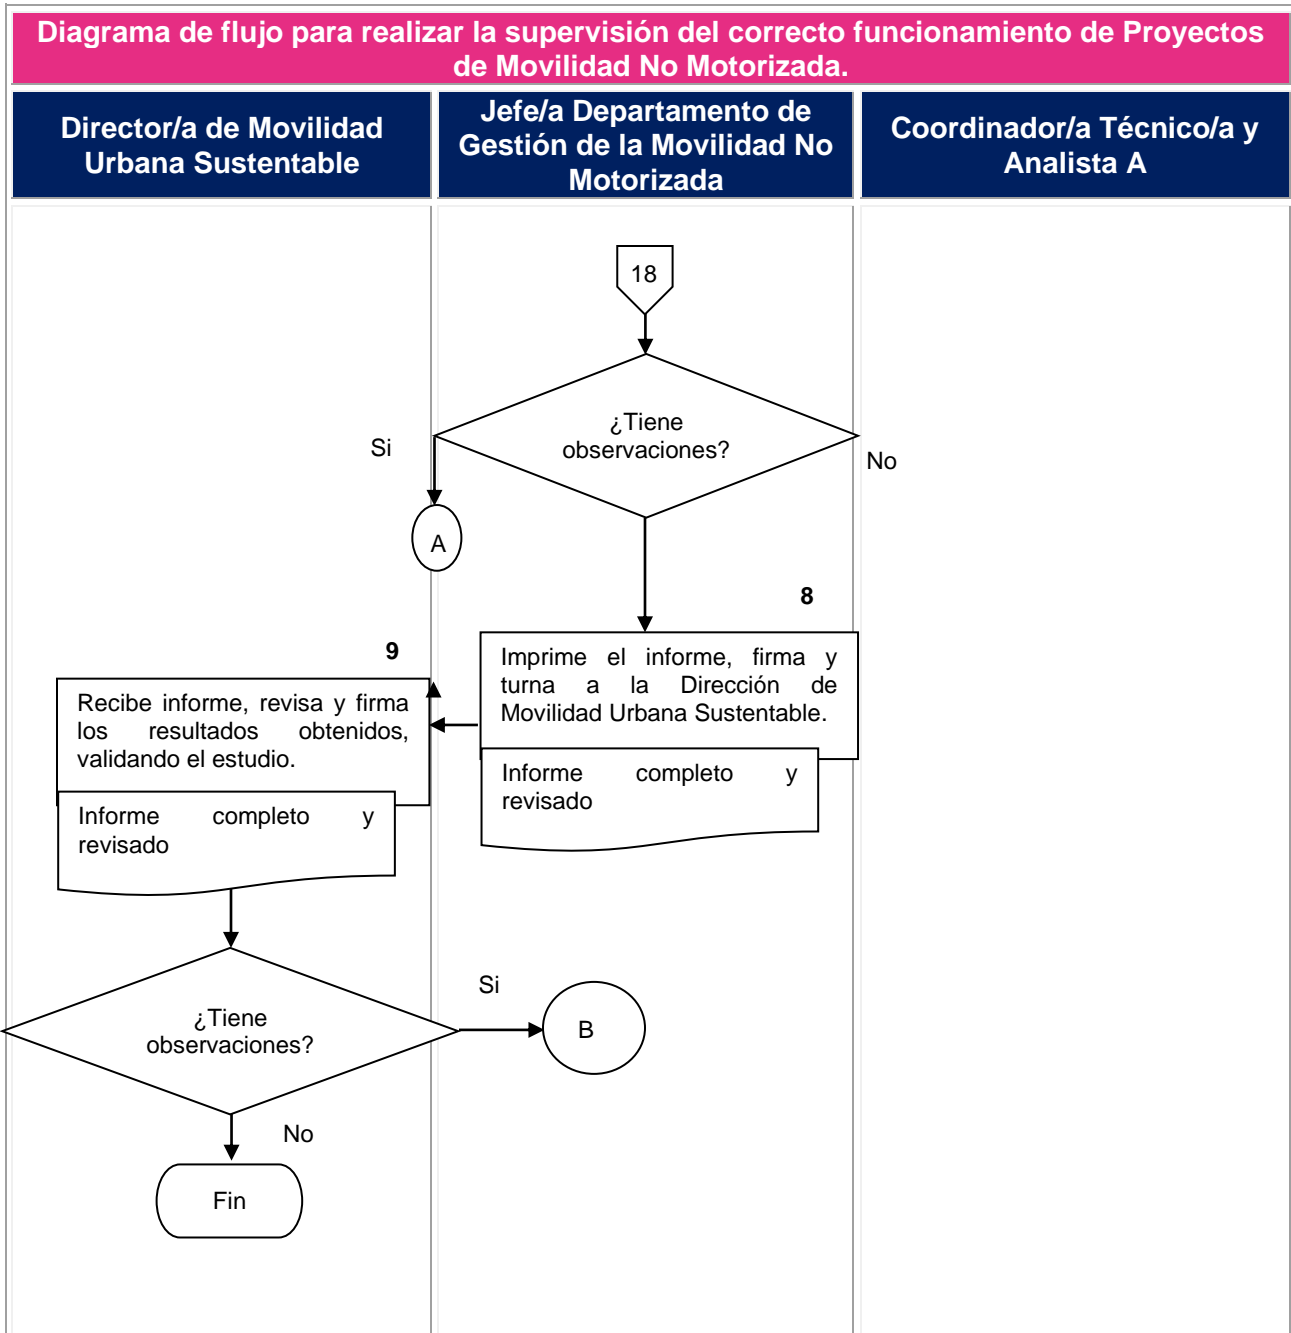 Diagrama de flujo para realizar la supervisión del correcto funcionamiento de Proyectos
de Movilidad No Motorizada.
Director/a de Movilidad
Urbana Sustentable
Jefe/a Departamento de
Gestión de la Movilidad No
Motorizada
Coordinador/a Técnico/a y
Analista A
18
¿Tiene
observaciones?
Si
No
A
8
Imprime el informe, firma y
turna a la Dirección de
Movilidad Urbana Sustentable.
Informe completo y
revisado
9
Recibe informe, revisa y firma
los resultados obtenidos,
validando el estudio.
Informe completo y
revisado
¿Tiene
observaciones?
Si
B
No
Fin